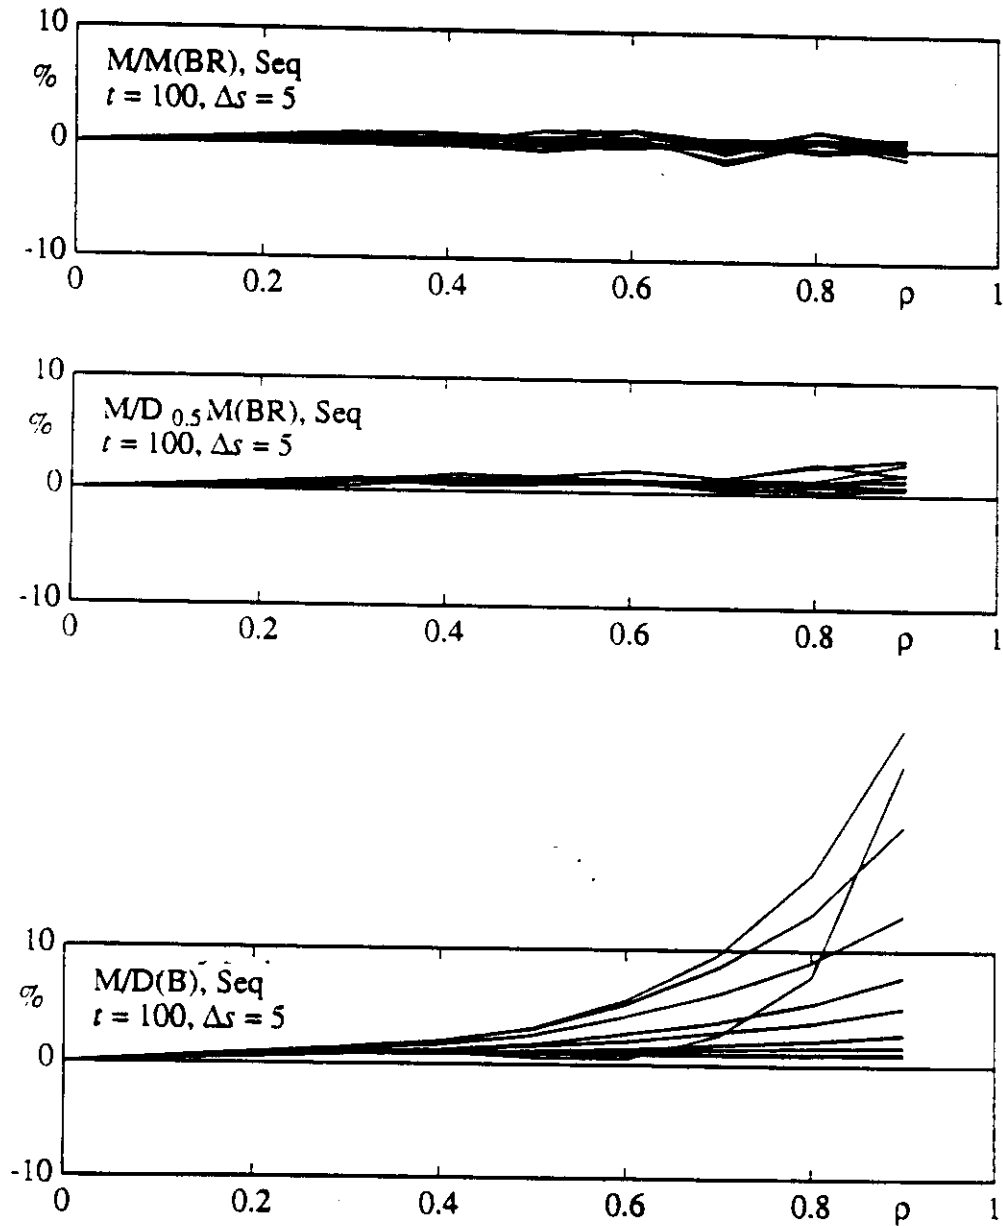 10
M/M(BR), Seq
%
t = 100, Δs = 5
0
-10
0 0.2 0.4 0.6 0.8 ρ 1
10
M/D 0.5 M(BR), Seq
%
t = 100, Δs = 5
0
-10
0 0.2 0.4 0.6 0.8 ρ 1
10
M/D(B), Seq
%
t = 100, Δs = 5
0
-10
0 0.2 0.4 0.6 0.8 ρ 1